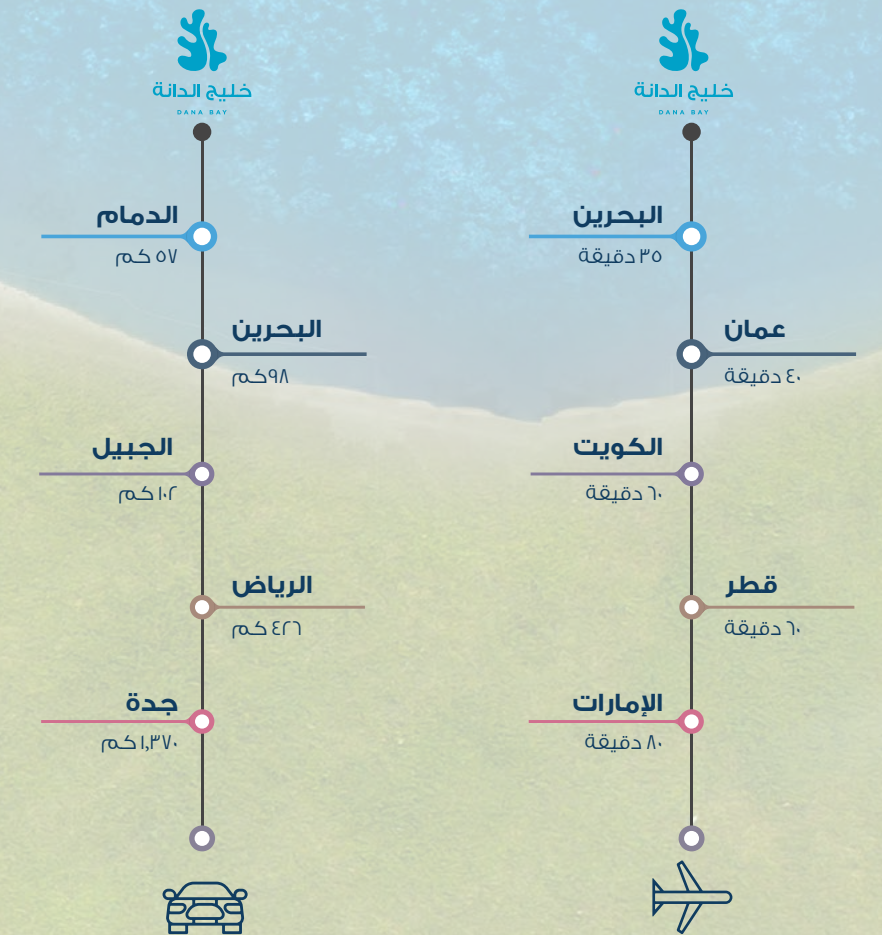 خليج الدانة
DANA BAY
البحرين
٣٥ دقيقة
عمان
٤٠ دقيقة
الكويت
٦٠ دقيقة
قطر
٦٠ دقيقة
الإمارات
٨٠ دقيقة
خليج الدانة
DANA BAY
الدمام
٥٧ كم
البحرين
٩٨كم
الجبيل
١٠٢ كم
الرياض
٤٢٦ كم
جدة
١,٣٧٠ كم